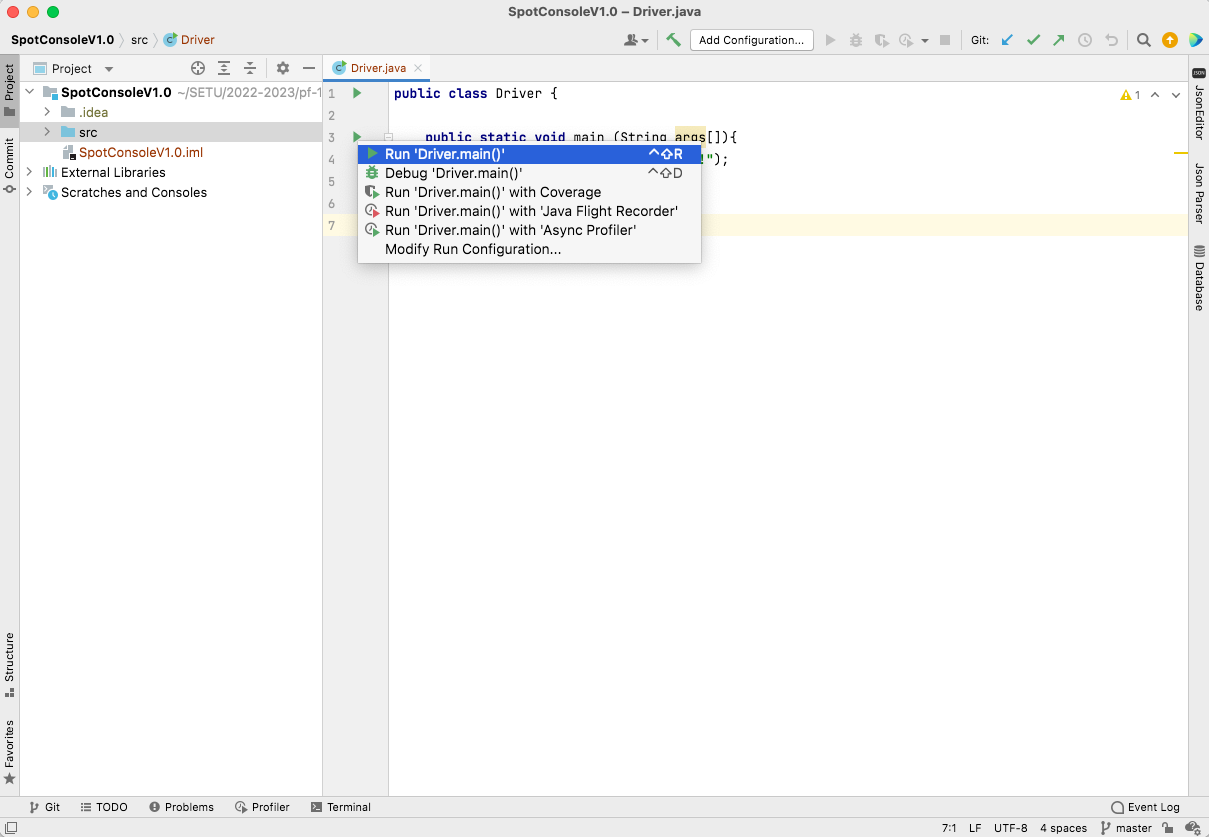 SpotConsoleV1.0 – Driver.java
SpotConsoleV1.0 src Driver
Add Configuration...
Git:
Project
Driver.java
SpotConsoleV1.0 ~/SETU/2022-2023/pf-1
.idea
src
SpotConsoleV1.0.iml
External Libraries
Scratches and Consoles
Project
Commit
Structure
Favorites
1 public class Driver {
2
3 public static void main (String args[]){
4 !");
5
6
7
1
Run 'Driver.main()' ^⇧R
Debug 'Driver.main()' ^⇧D
Run 'Driver.main()' with Coverage
Run 'Driver.main()' with 'Java Flight Recorder'
Run 'Driver.main()' with 'Async Profiler'
Modify Run Configuration...
JSON
JsonEditor
Json Parser
Database
Git TODO Problems Profiler Terminal Event Log
7:1 LF UTF-8 4 spaces master